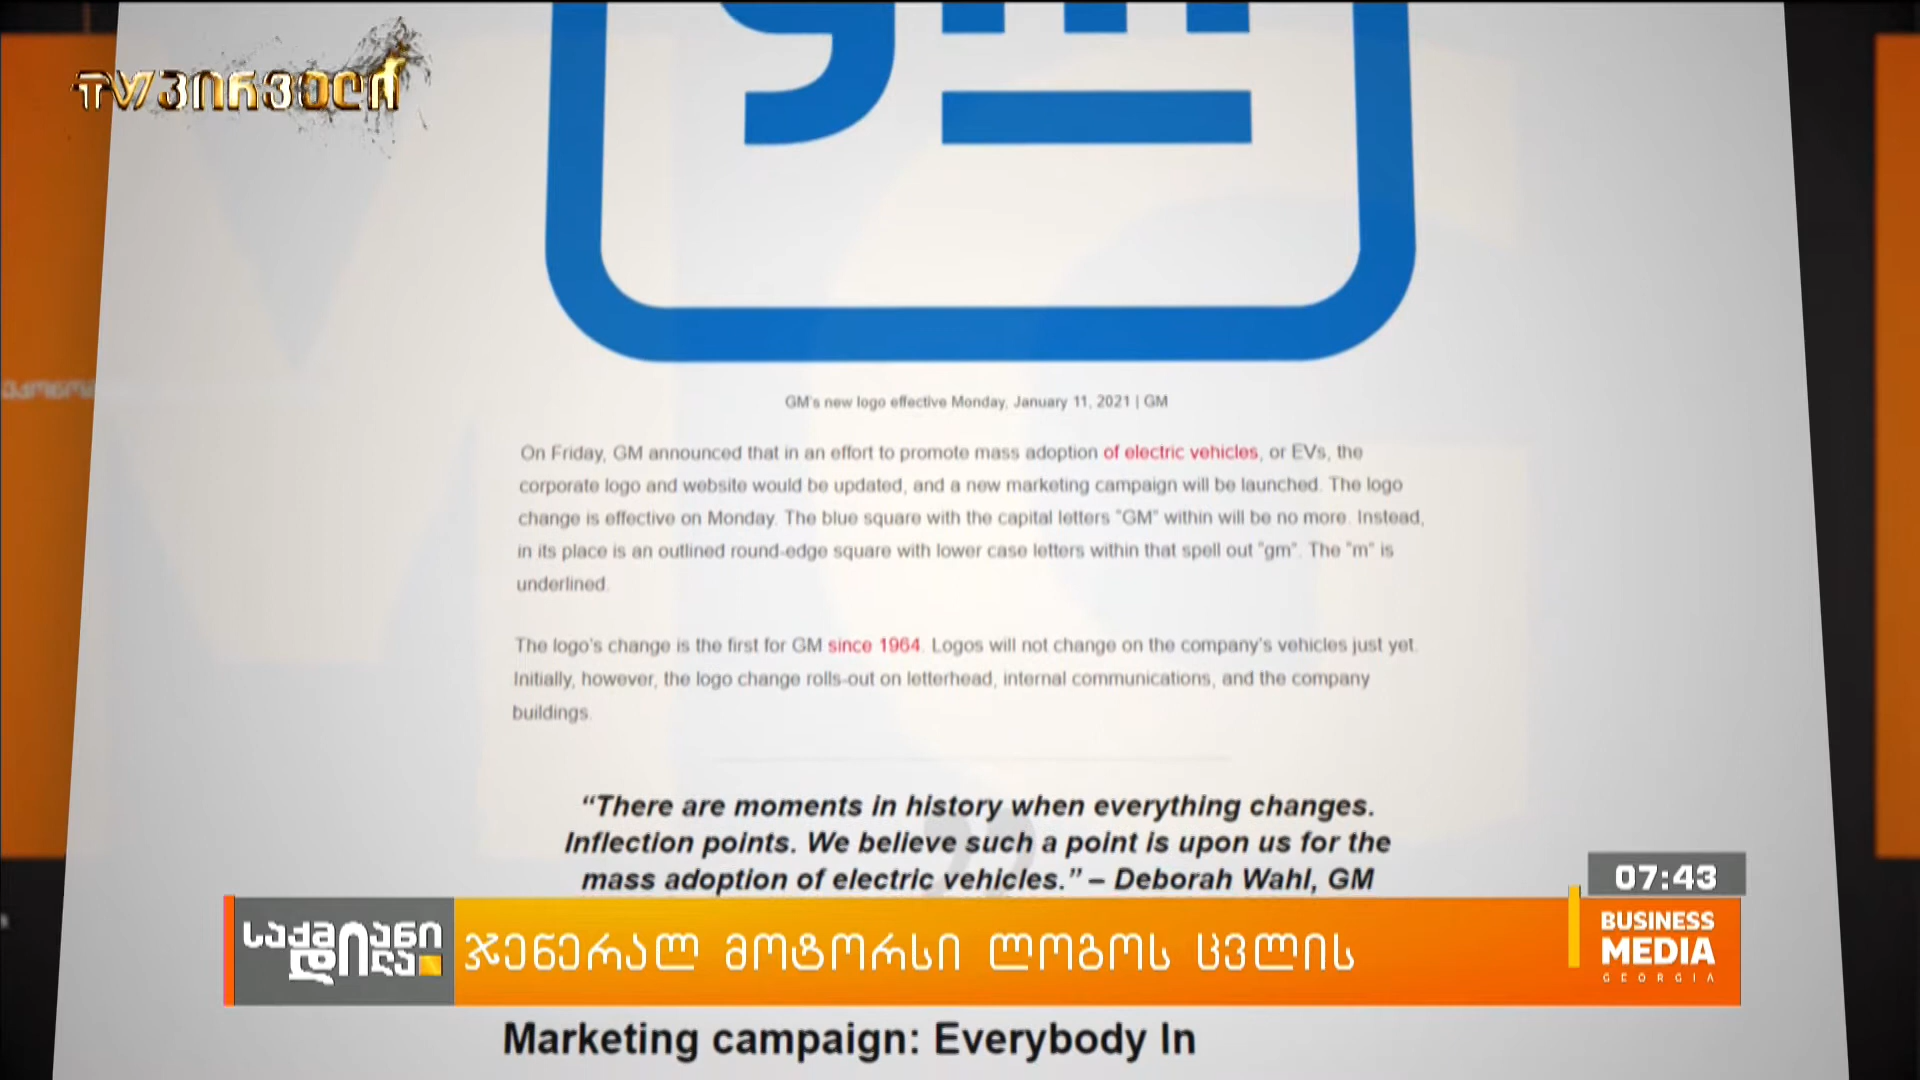 TV პირველი
gm
GM's new logo effective Monday, January 11, 2021 | GM
On Friday, GM announced that in an effort to promote mass adoption of electric vehicles, or EVs, the
corporate logo and website would be updated, and a new marketing campaign will be launched. The logo
change is effective on Monday. The blue square with the capital letters "GM" within will be no more. Instead,
in its place is an outlined round-edge square with lower case letters within that spell out "gm". The "m" is
underlined.
The logo's change is the first for GM since 1964. Logos will not change on the company's vehicles just yet.
Initially, however, the logo change rolls-out on letterhead, internal communications, and the company
buildings.
“There are moments in history when everything changes.
Inflection points. We believe such a point is upon us for the
mass adoption of electric vehicles.” – Deborah Wahl, GM
07:43
საქმიანი
დილა
ჯენერალ მოტორსი ლოგოს ცვლის
BUSINESS
MEDIA
GEORGIA
Marketing campaign: Everybody In